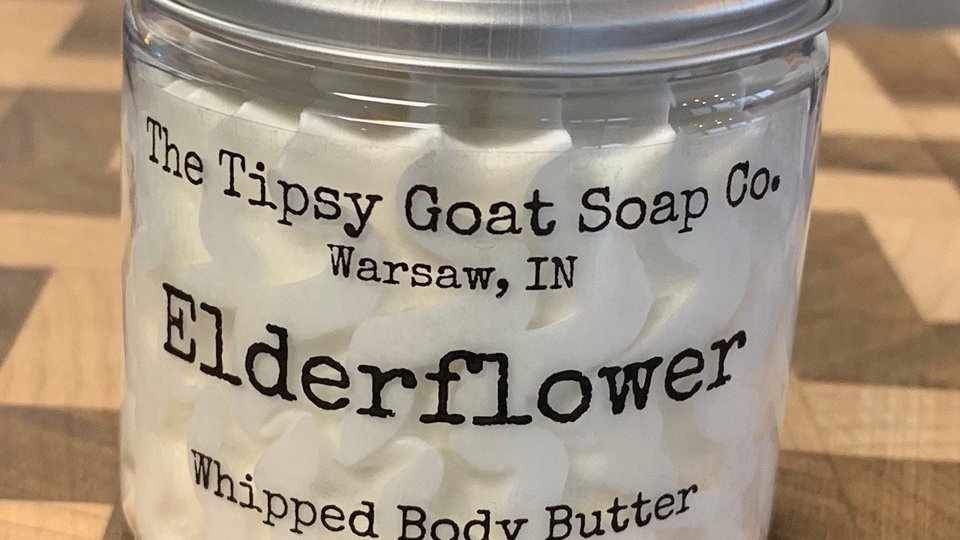 The Tipsy Goat Soap Co.
Warsaw, IN
Elderflower
Whipped Body Butter